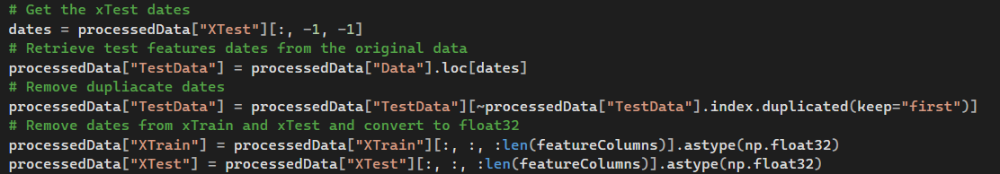 # Get the xTest dates
dates = processedData["XTest"][:, -1, -1]
# Retrieve test features dates from the original data
processedData["TestData"] = processedData["Data"].loc[dates]
# Remove dupliacate dates
processedData["TestData"] = processedData["TestData"][~processedData["TestData"].index.duplicated(keep="first")]
# Remove dates from xTrain and xTest and convert to float32
processedData["XTrain"] = processedData["XTrain"][:, :, :len(featureColumns)].astype(np.float32)
processedData["XTest"] = processedData["XTest"][:, :, :len(featureColumns)].astype(np.float32)